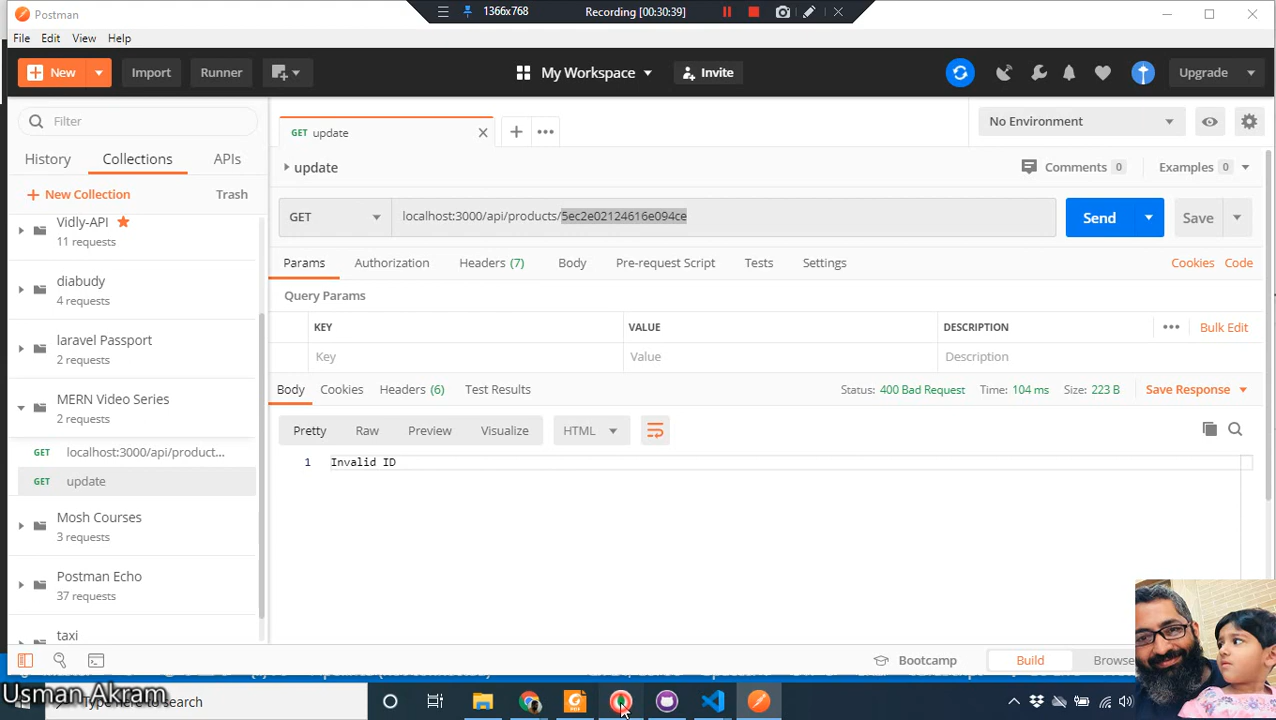 Postman
1366x768 Recording [00:30:39]
File Edit View Help
New Import Runner My Workspace Invite Upgrade
Filter
History Collections APIs
New Collection Trash
Vidly-API
11 requests
diabudy
4 requests
laravel Passport
2 requests
MERN Video Series
2 requests
GET localhost:3000/api/product...
GET update
Mosh Courses
3 requests
Postman Echo
37 requests
taxi
GET update
No Environment
update
Comments 0 Examples 0
GET localhost:3000/api/products/5ec2e02124616e094ce Send Save
Params Authorization Headers (7) Body Pre-request Script Tests Settings Cookies Code
Query Params
KEY VALUE DESCRIPTION Bulk Edit
Key Value Description
Body Cookies Headers (6) Test Results Status: 400 Bad Request Time: 104 ms Size: 223 B Save Response
Pretty Raw Preview Visualize HTML
1 Invalid ID
Bootcamp Build Browse
Usman Akram
here to search